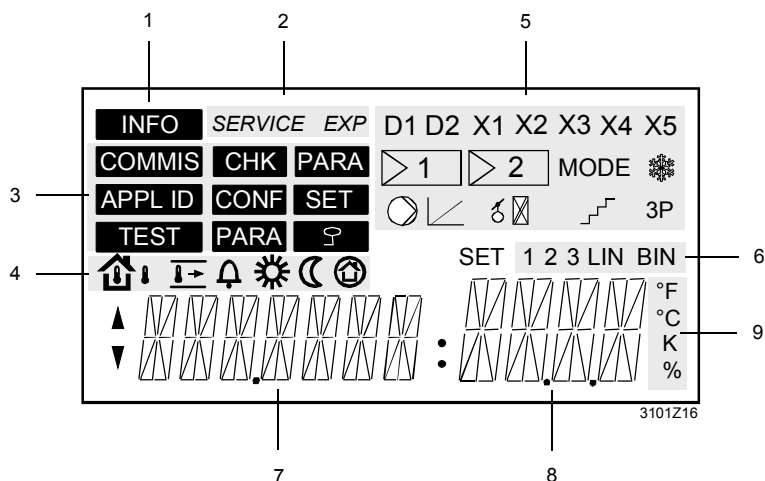 1 2 5
INFO SERVICE EXP D1 D2 X1 X2 X3 X4 X5
COMMIS CHK PARA 1 2 MODE
3 APPL ID CONF SET 3P
TEST PARA
4 SET 1 2 3 LIN BIN 6
°F
°C
K 9
%
:
3101Z16
7 8